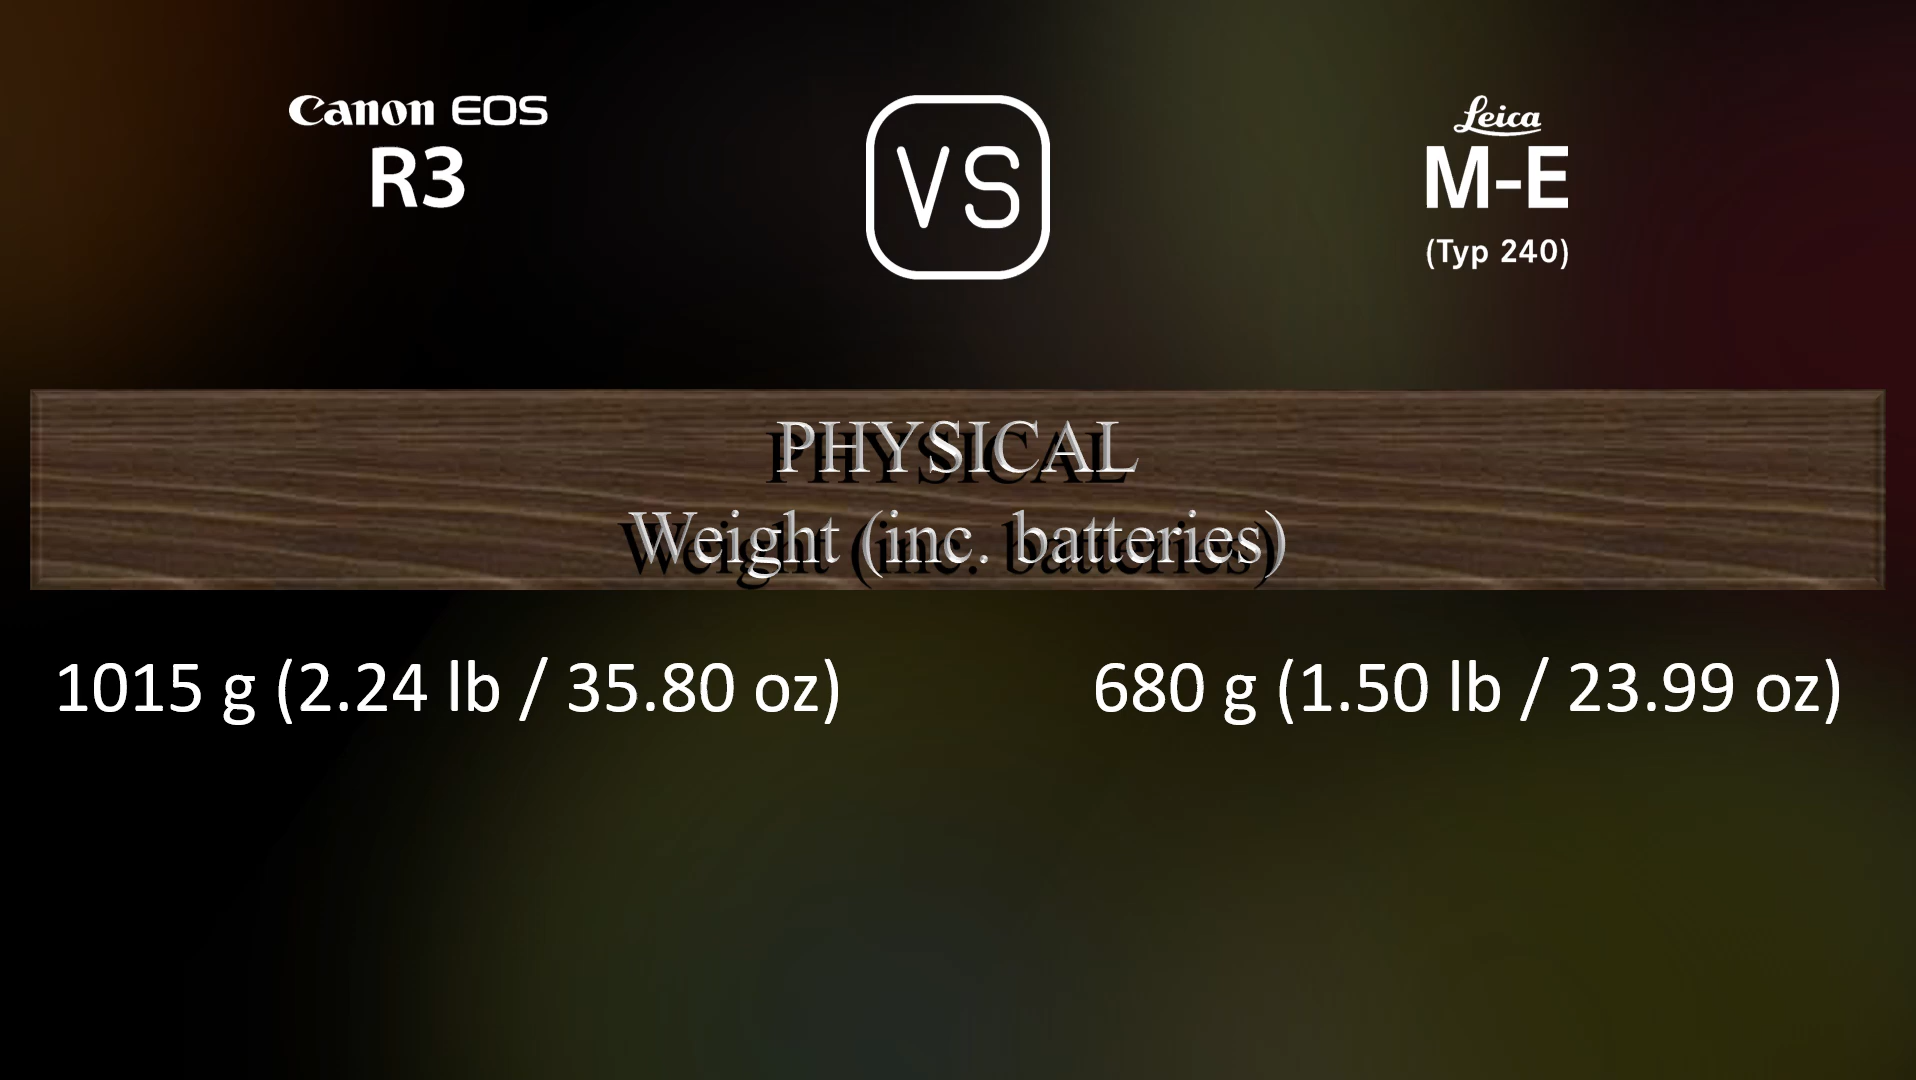 Canon EOS
R3
VS
Leica
M-E
(Typ 240)
PHYSICAL
Weight (inc. batteries)
1015 g (2.24 lb / 35.80 oz)
680 g (1.50 lb / 23.99 oz)